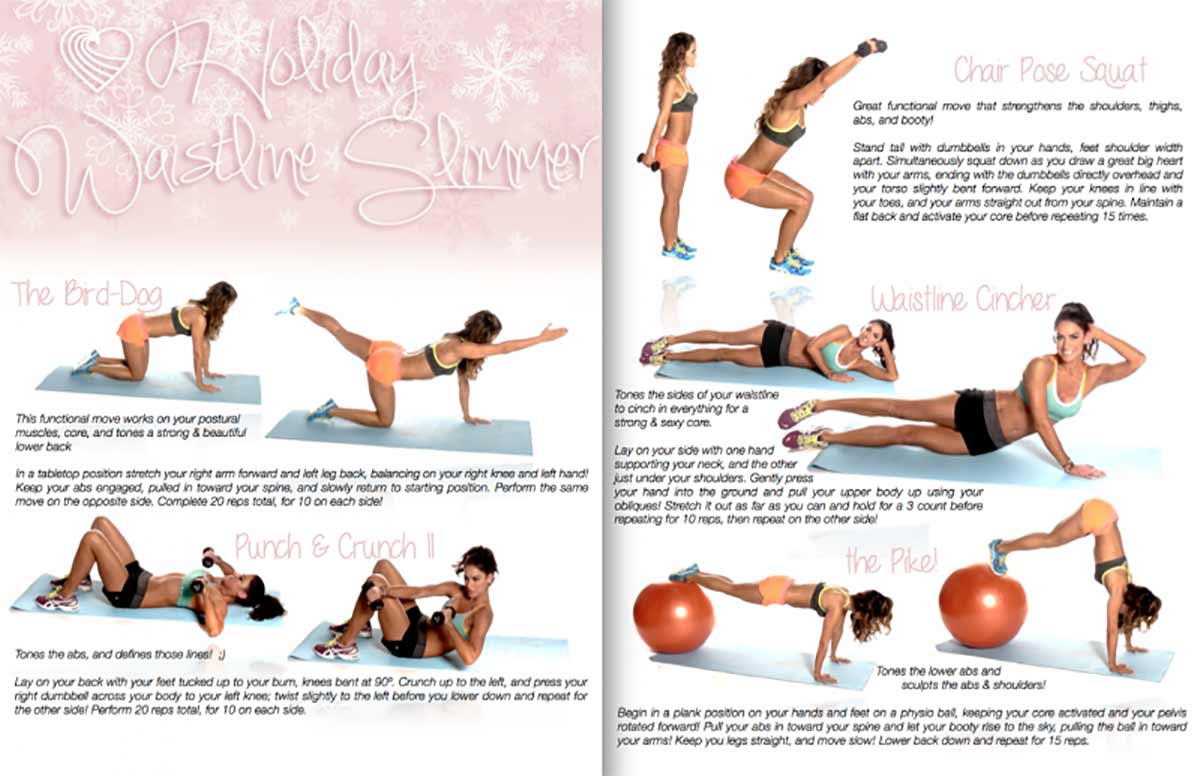 Holiday
Waistline Slimmer
The Bird-Dog
This functional move works on your postural
muscles, core, and tones a strong & beautiful
lower back
In a tabletop position stretch your right arm forward and left leg back, balancing on your right knee and left hand!
Keep your abs engaged, pulled in toward your spine, and slowly return to starting position. Perform the same
move on the opposite side. Complete 20 reps total, for 10 on each side!
Punch & Crunch II
Tones the abs, and defines those lines! ;)
Lay on your back with your feet tucked up to your bum, knees bent at 90º. Crunch up to the left, and press your
right dumbbell across your body to your left knee; twist slightly to the left before you lower down and repeat for
the other side! Perform 20 reps total, for 10 on each side.
Chair Pose Squat
Great functional move that strengthens the shoulders, thighs,
abs, and booty!
Stand tall with dumbbells in your hands, feet shoulder width
apart. Simultaneously squat down as you draw a great big heart
with your arms, ending with the dumbbells directly overhead and
your torso slightly bent forward. Keep your knees in line with
your toes, and your arms straight out from your spine. Maintain a
flat back and activate your core before repeating 15 times.
Waistline Cincher
Tones the sides of your waistline
to cinch in everything for a
strong & sexy core.
Lay on your side with one hand
supporting your neck, and the other
just under your shoulders. Gently press
your hand into the ground and pull your upper body up using your
obliques! Stretch it out as far as you can and hold for a 3 count before
repeating for 10 reps, then repeat on the other side!
the Pike!
Tones the lower abs and
sculpts the abs & shoulders!
Begin in a plank position on your hands and feet on a physio ball, keeping your core activated and your pelvis
rotated forward! Pull your abs in toward your spine and let your booty rise to the sky, pulling the ball in toward
your arms! Keep you legs straight, and move slow! Lower back down and repeat for 15 reps.